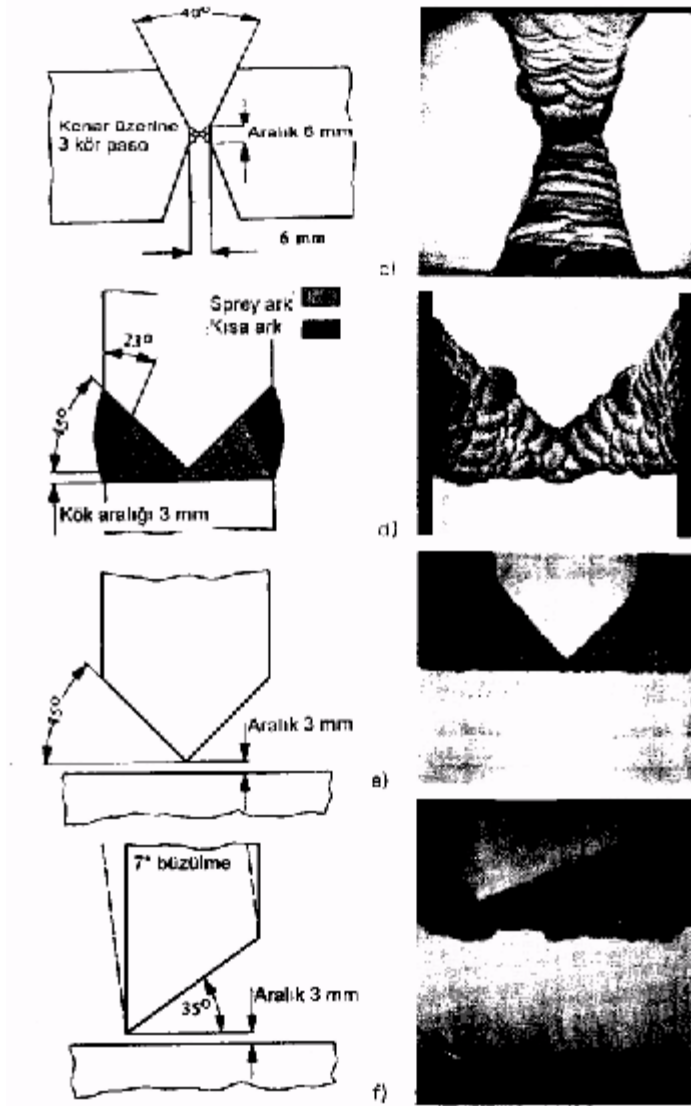 40°
Kenar üzerine
3 kör paso
Aralık 6 mm
6 mm
c)
Sprey ark
Kısa ark
23°
45°
Kök aralığı 3 mm
d)
45°
Aralık 3 mm
e)
7° büzülme
Aralık 3 mm
35°
f)